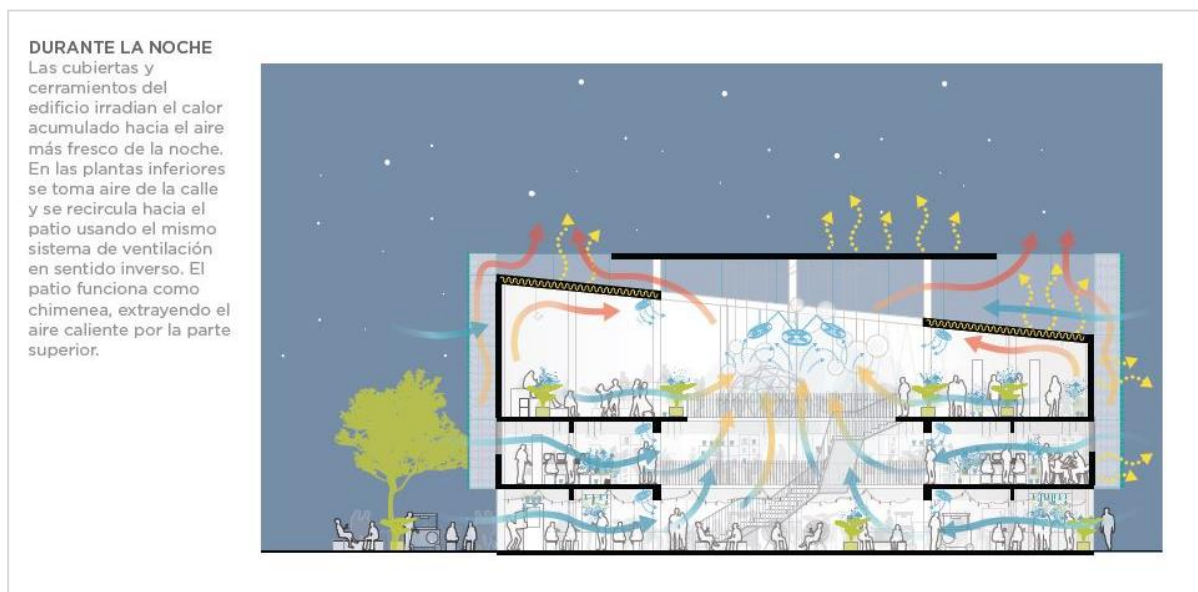 DURANTE LA NOCHE
Las cubiertas y
cerramientos del
edificio irradian el calor
acumulado hacia el aire
más fresco de la noche.
En las plantas inferiores
se toma aire de la calle
y se recircula hacia el
patio usando el mismo
sistema de ventilación
en sentido inverso. El
patio funciona como
chimenea, extrayendo el
aire caliente por la parte
superior.